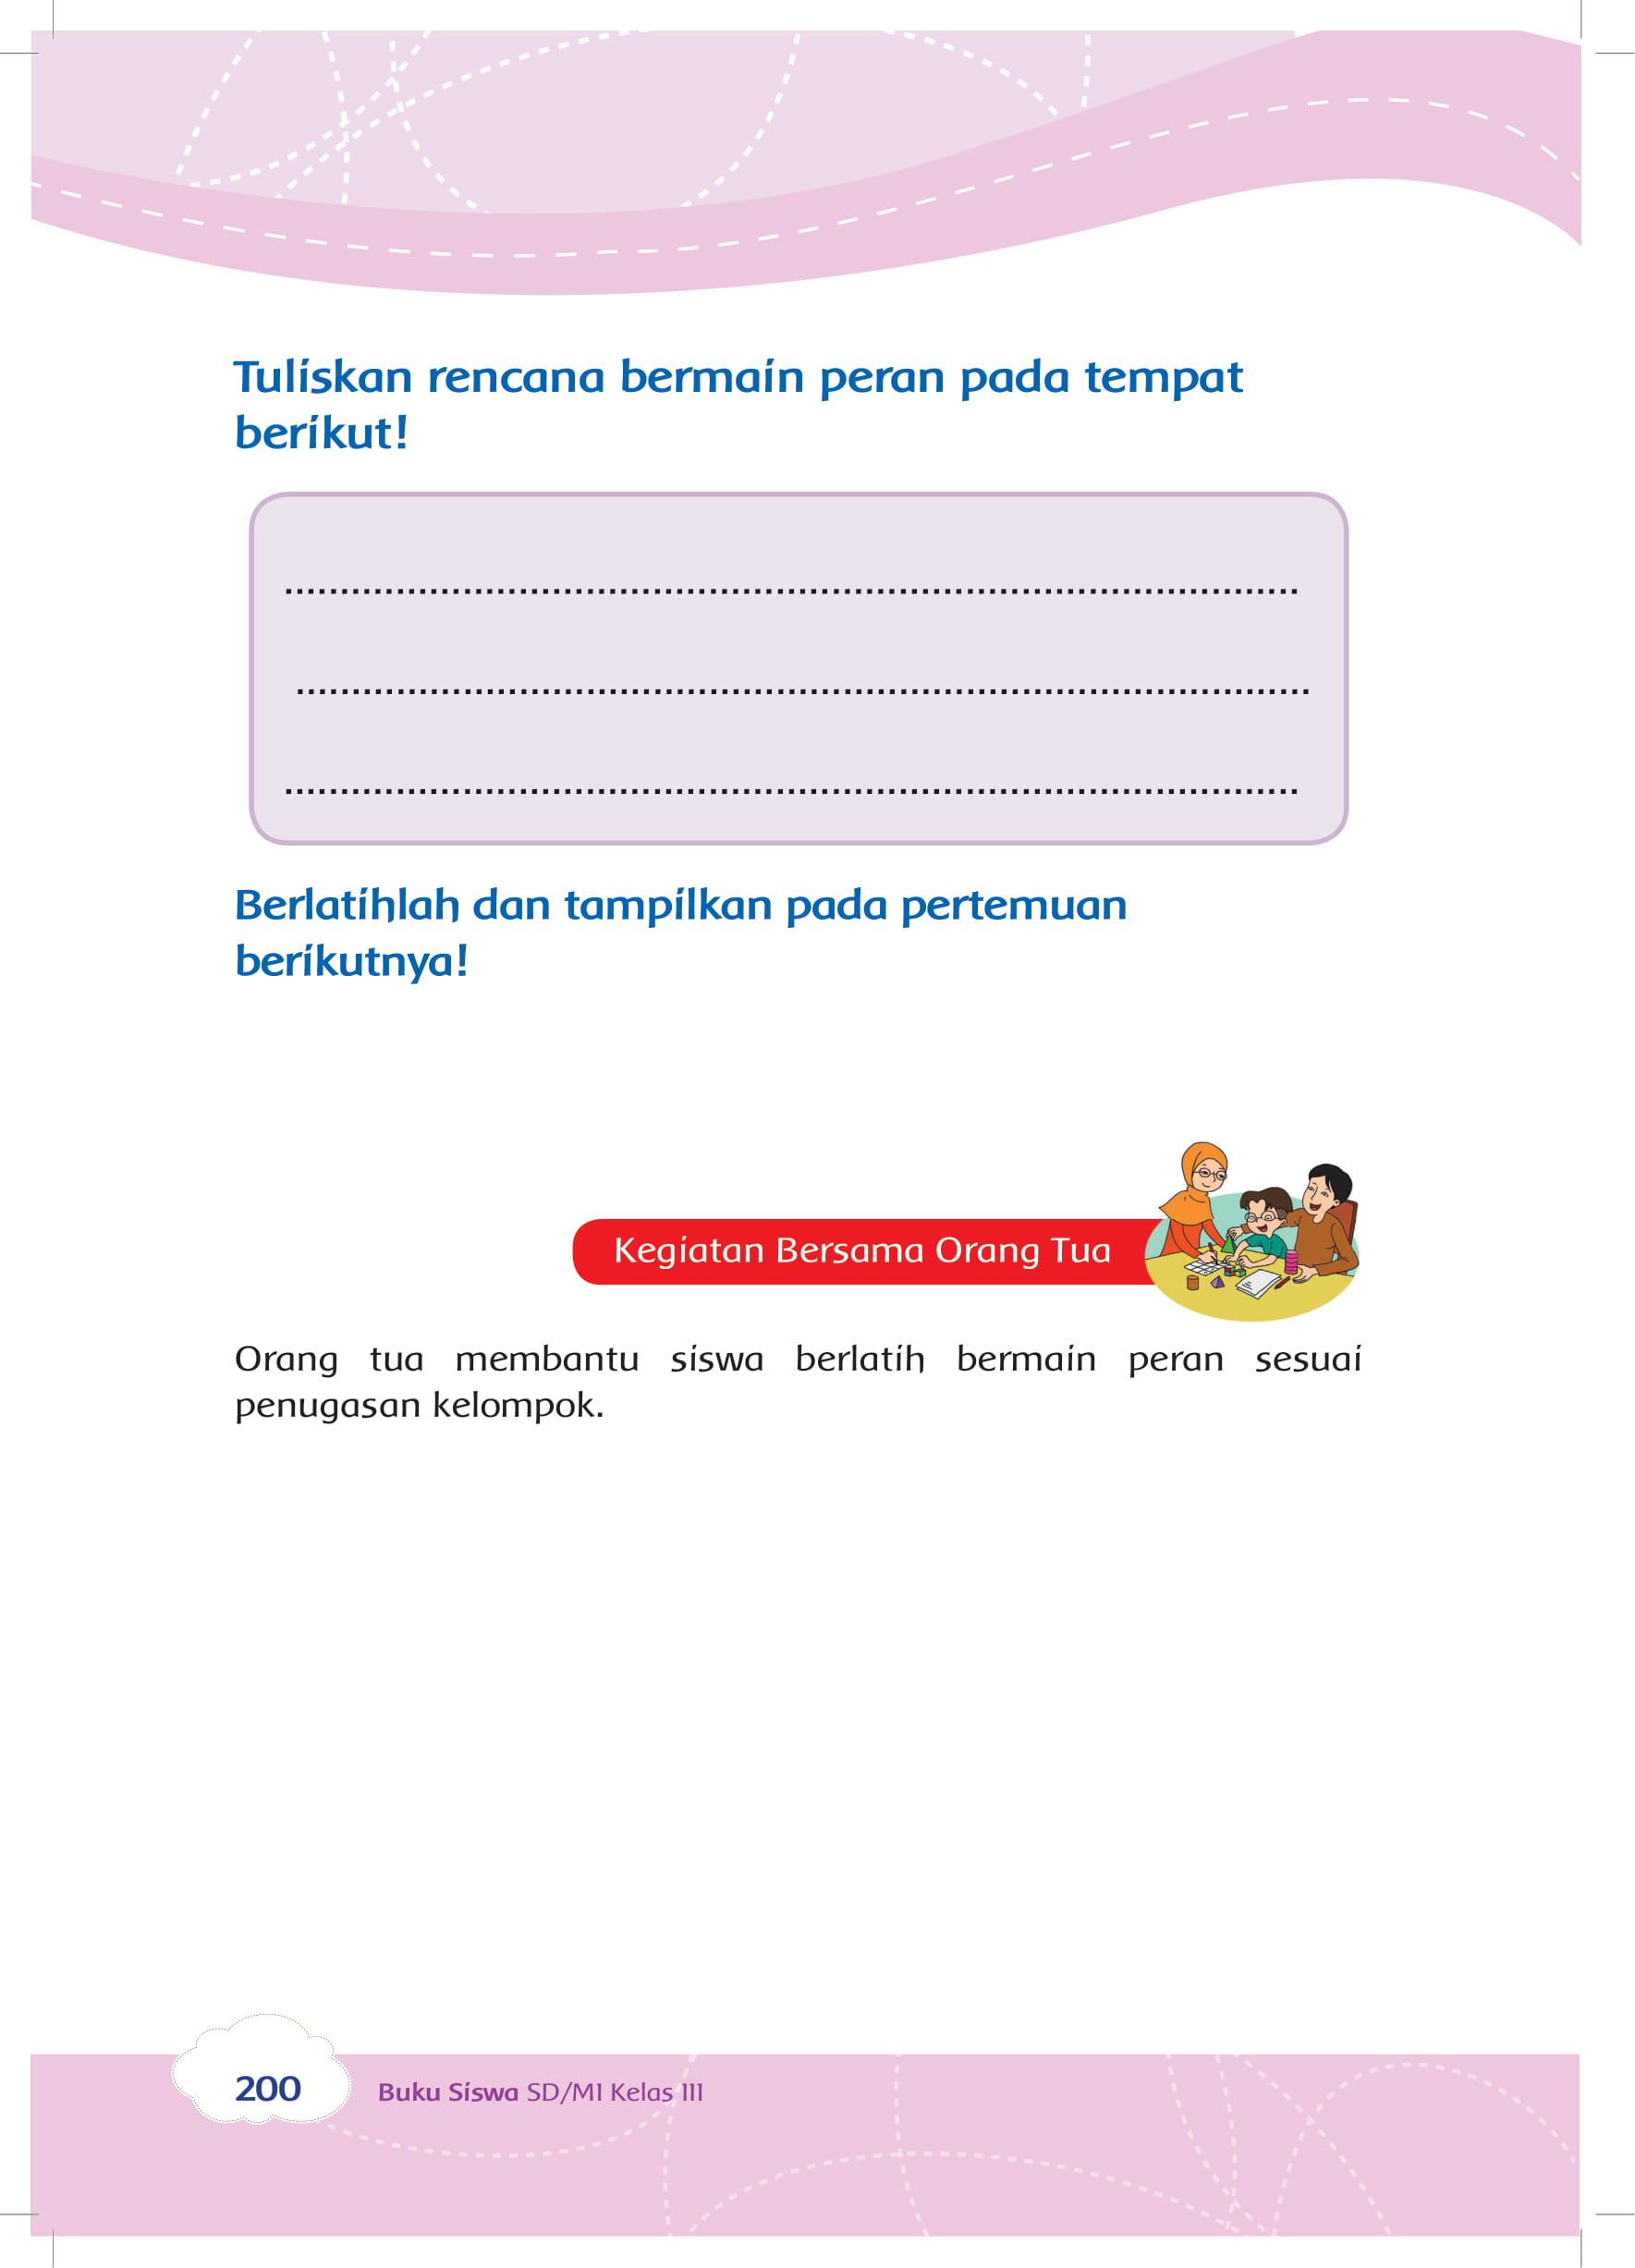 Tuliskan rencana bermain peran pada tempat
berikut!
..........................................................................................
..........................................................................................
..........................................................................................
Berlatihlah dan tampilkan pada pertemuan
berikutnya!
Kegiatan Bersama Orang Tua
Orang tua membantu siswa berlatih bermain peran sesuai
penugasan kelompok.
200
Buku Siswa SD/MI Kelas III